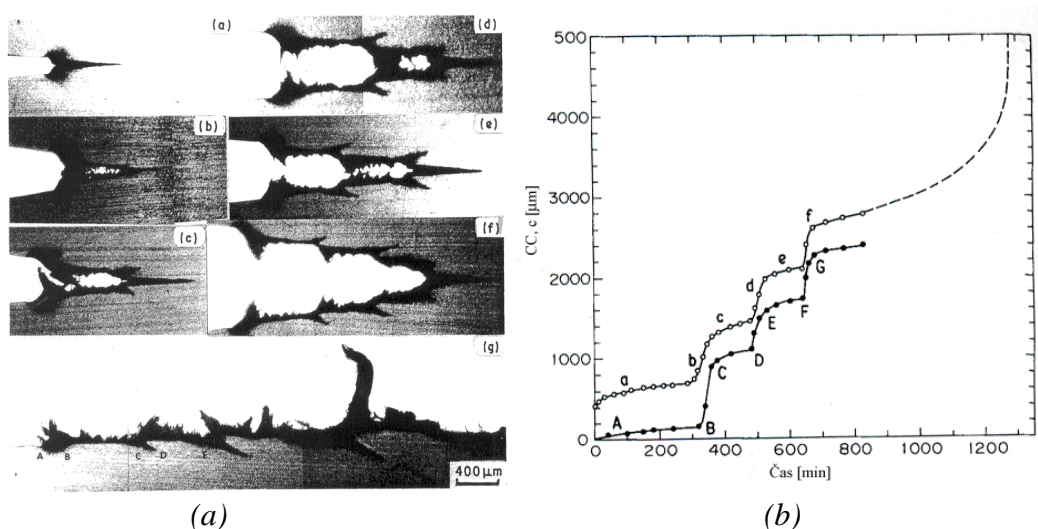 (a)
(b)
(c)
(d)
(e)
(f)
(g)
A B C D E
400 μm
(a)
500
4000
3000
2000
1000
0
CC, c [μm]
a
b
c
d
e
f
A
B
C
D
E
F
G
0 200 400 600 800 1000 1200
Čas [min]
(b)